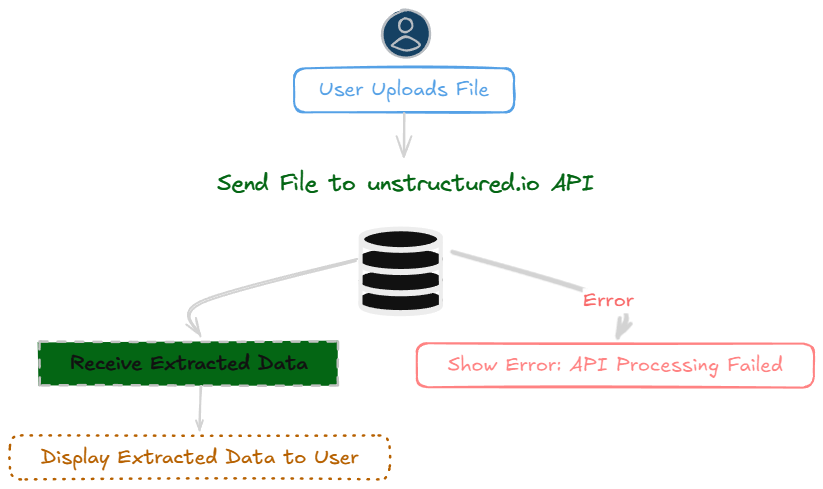 User Uploads File
Send File to unstructured.io API
Error
Receive Extracted Data
Show Error: API Processing Failed
Display Extracted Data to User